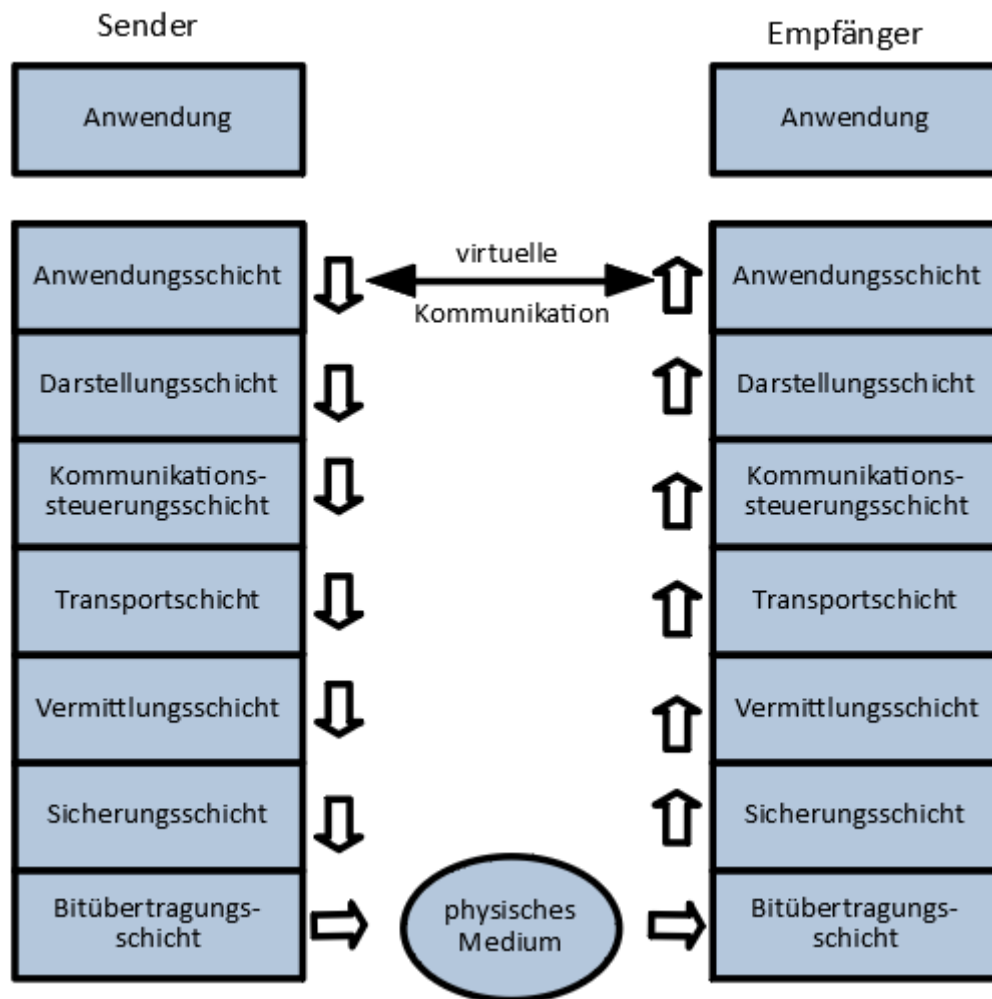 Sender
Empfänger
Anwendung
Anwendung
Anwendungsschicht
virtuelle
Kommunikation
Anwendungsschicht
Darstellungsschicht
Darstellungsschicht
Kommunikations-
steuerungsschicht
Kommunikations-
steuerungsschicht
Transportschicht
Transportschicht
Vermittlungsschicht
Vermittlungsschicht
Sicherungsschicht
Sicherungsschicht
Bitübertragungs-
schicht
physisches
Medium
Bitübertragungs-
schicht